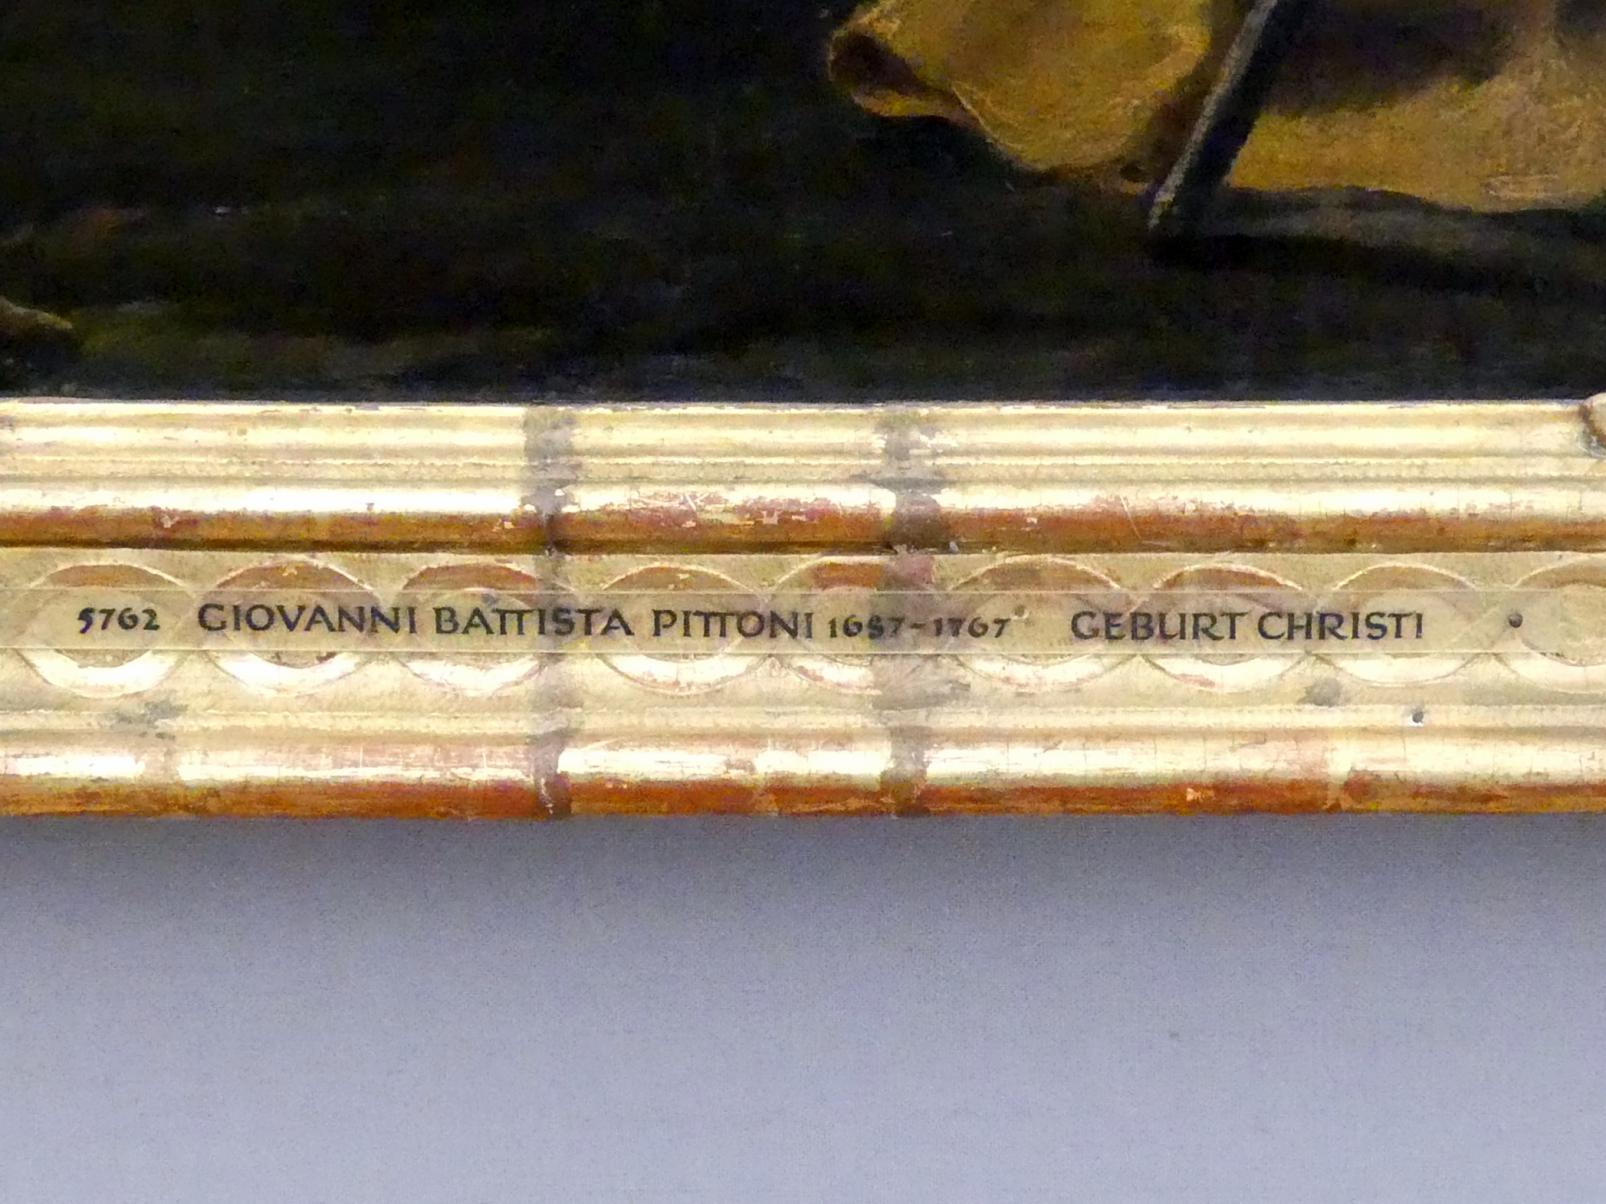 5762 GIOVANNI BATTISTA PITTONI 1687-1767 GEBURT CHRISTI